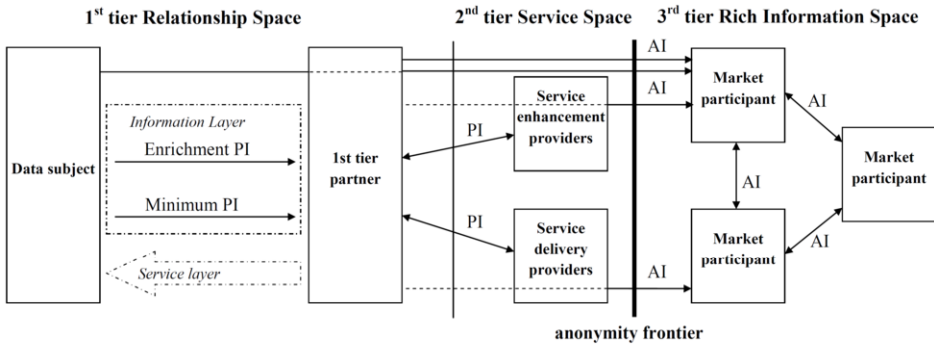 1st tier Relationship Space
2nd tier Service Space
3rd tier Rich Information Space
Data subject
Information Layer
Enrichment PI
Minimum PI
Service layer
1st tier
partner
PI
PI
Service
enhancement
providers
Service
delivery
providers
AI
AI
AI
Market
participant
AI
Market
participant
AI
Market
participant
AI
anonymity frontier